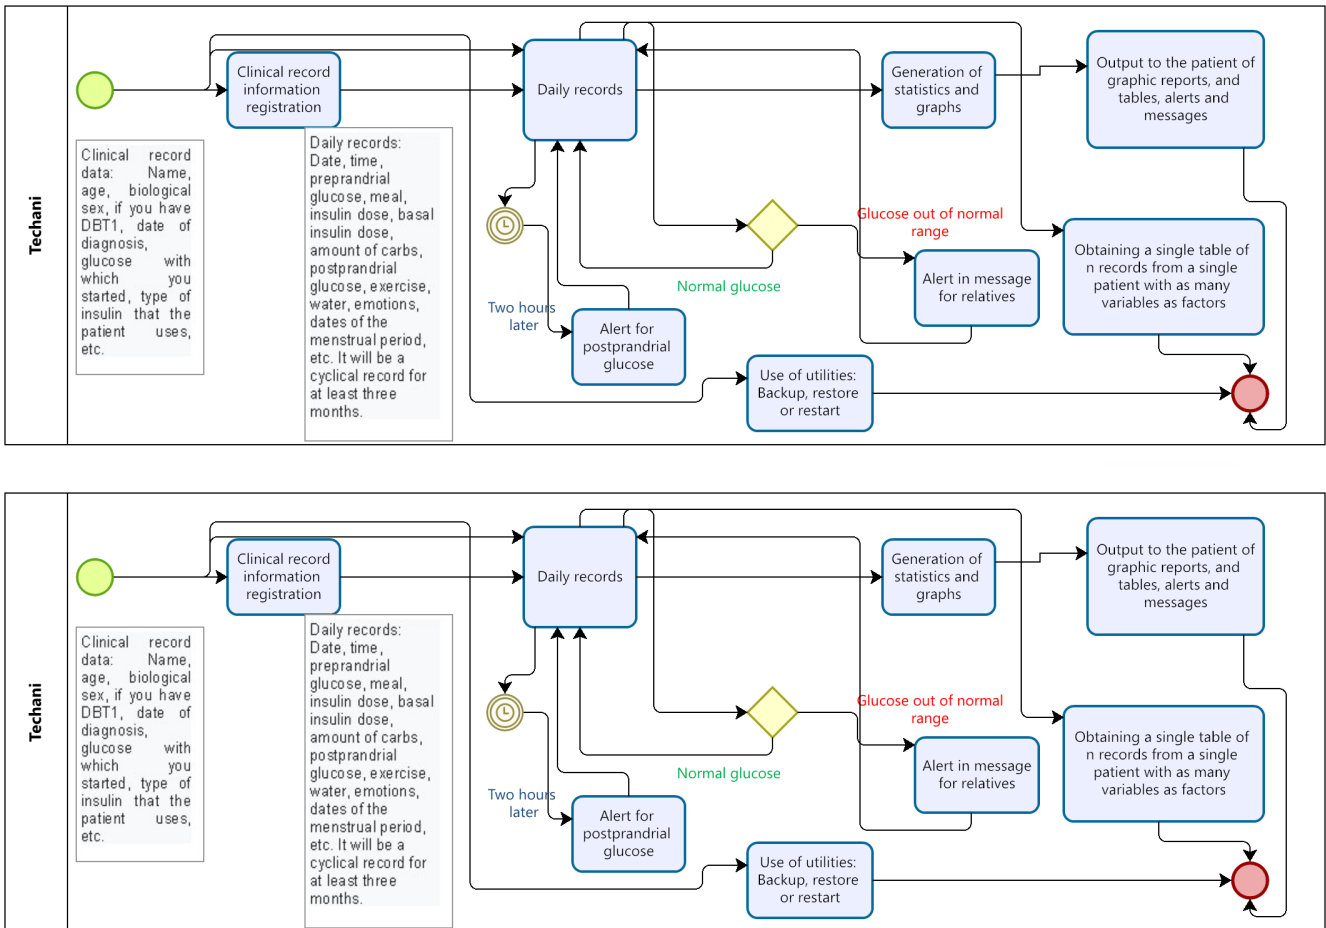 Techani
Clinical record
information
registration
Daily records
Generation of
statistics and
graphs
Output to the patient of
graphic reports, and
tables, alerts and
messages
Clinical record
data: Name,
age, biological
sex, if you have
DBT1, date of
diagnosis,
glucose with
which you
started, type of
insulin that the
patient uses,
etc.
Daily records:
Date, time,
preprandrial
glucose, meal,
insulin dose, basal
insulin dose,
amount of carbs,
postprandrial
glucose, exercise,
water, emotions,
dates of the
menstrual period,
etc. It will be a
cyclical record for
at least three
months.
Glucose out of normal
range
Normal glucose
Alert in message
for relatives
Obtaining a single table of
n records from a single
patient with as many
variables as factors
Two hours
later
Alert for
postprandrial
glucose
Use of utilities:
Backup, restore
or restart
Techani
Clinical record
information
registration
Daily records
Generation of
statistics and
graphs
Output to the patient of
graphic reports, and
tables, alerts and
messages
Clinical record
data: Name,
age, biological
sex, if you have
DBT1, date of
diagnosis,
glucose with
which you
started, type of
insulin that the
patient uses,
etc.
Daily records:
Date, time,
preprandrial
glucose, meal,
insulin dose, basal
insulin dose,
amount of carbs,
postprandrial
glucose, exercise,
water, emotions,
dates of the
menstrual period,
etc. It will be a
cyclical record for
at least three
months.
Glucose out of normal
range
Normal glucose
Alert in message
for relatives
Obtaining a single table of
n records from a single
patient with as many
variables as factors
Two hours
later
Alert for
postprandrial
glucose
Use of utilities:
Backup, restore
or restart